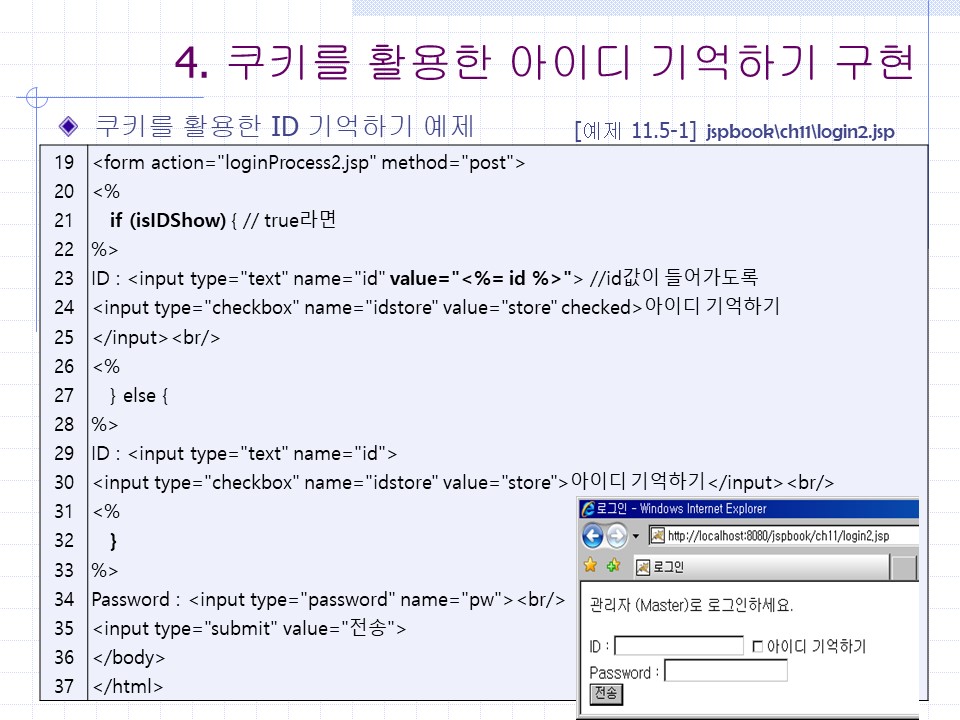 4. 쿠키를 활용한 아이디 기억하기 구현
쿠키를 활용한 ID 기억하기 예제
[예제 11.5-1] jspbook\ch11\login2.jsp
19 <form action="loginProcess2.jsp" method="post">
20 <%
21 if (isIDShow) { // true라면
22 %>
23 ID : <input type="text" name="id" value="<%= id %>"> //id값이 들어가도록
24 <input type="checkbox" name="idstore" value="store" checked>아이디 기억하기
25 </input><br/>
26 <%
27 } else {
28 %>
29 ID : <input type="text" name="id">
30 <input type="checkbox" name="idstore" value="store">아이디 기억하기</input><br/>
31 <%
32 }
33 %>
34 Password : <input type="password" name="pw"><br/>
35 <input type="submit" value="전송">
36 </body>
37 </html>
로그인 - Windows Internet Explorer
http://localhost:8080/jspbook/ch11/login2.jsp
로그인
관리자 (Master)로 로그인하세요.
ID : 아이디 기억하기
Password :
전송